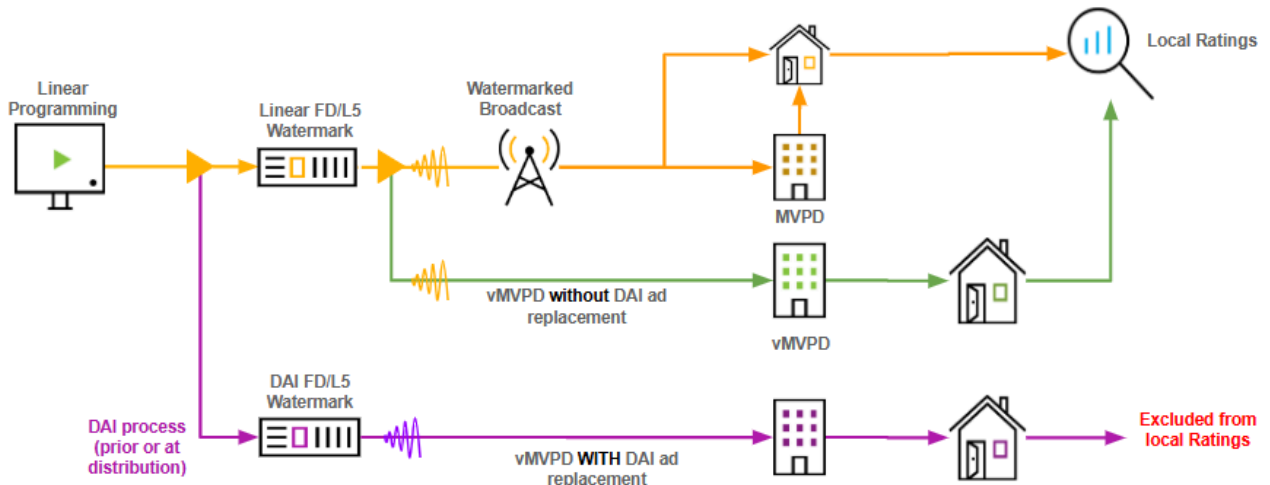 Linear
Programming
Linear FD/L5
Watermark
Watermarked
Broadcast
Local Ratings
MVPD
vMVPD without DAI ad
replacement
vMVPD
DAI process
(prior or at
distribution)
DAI FD/L5
Watermark
vMVPD WITH DAI ad
replacement
Excluded from
local Ratings